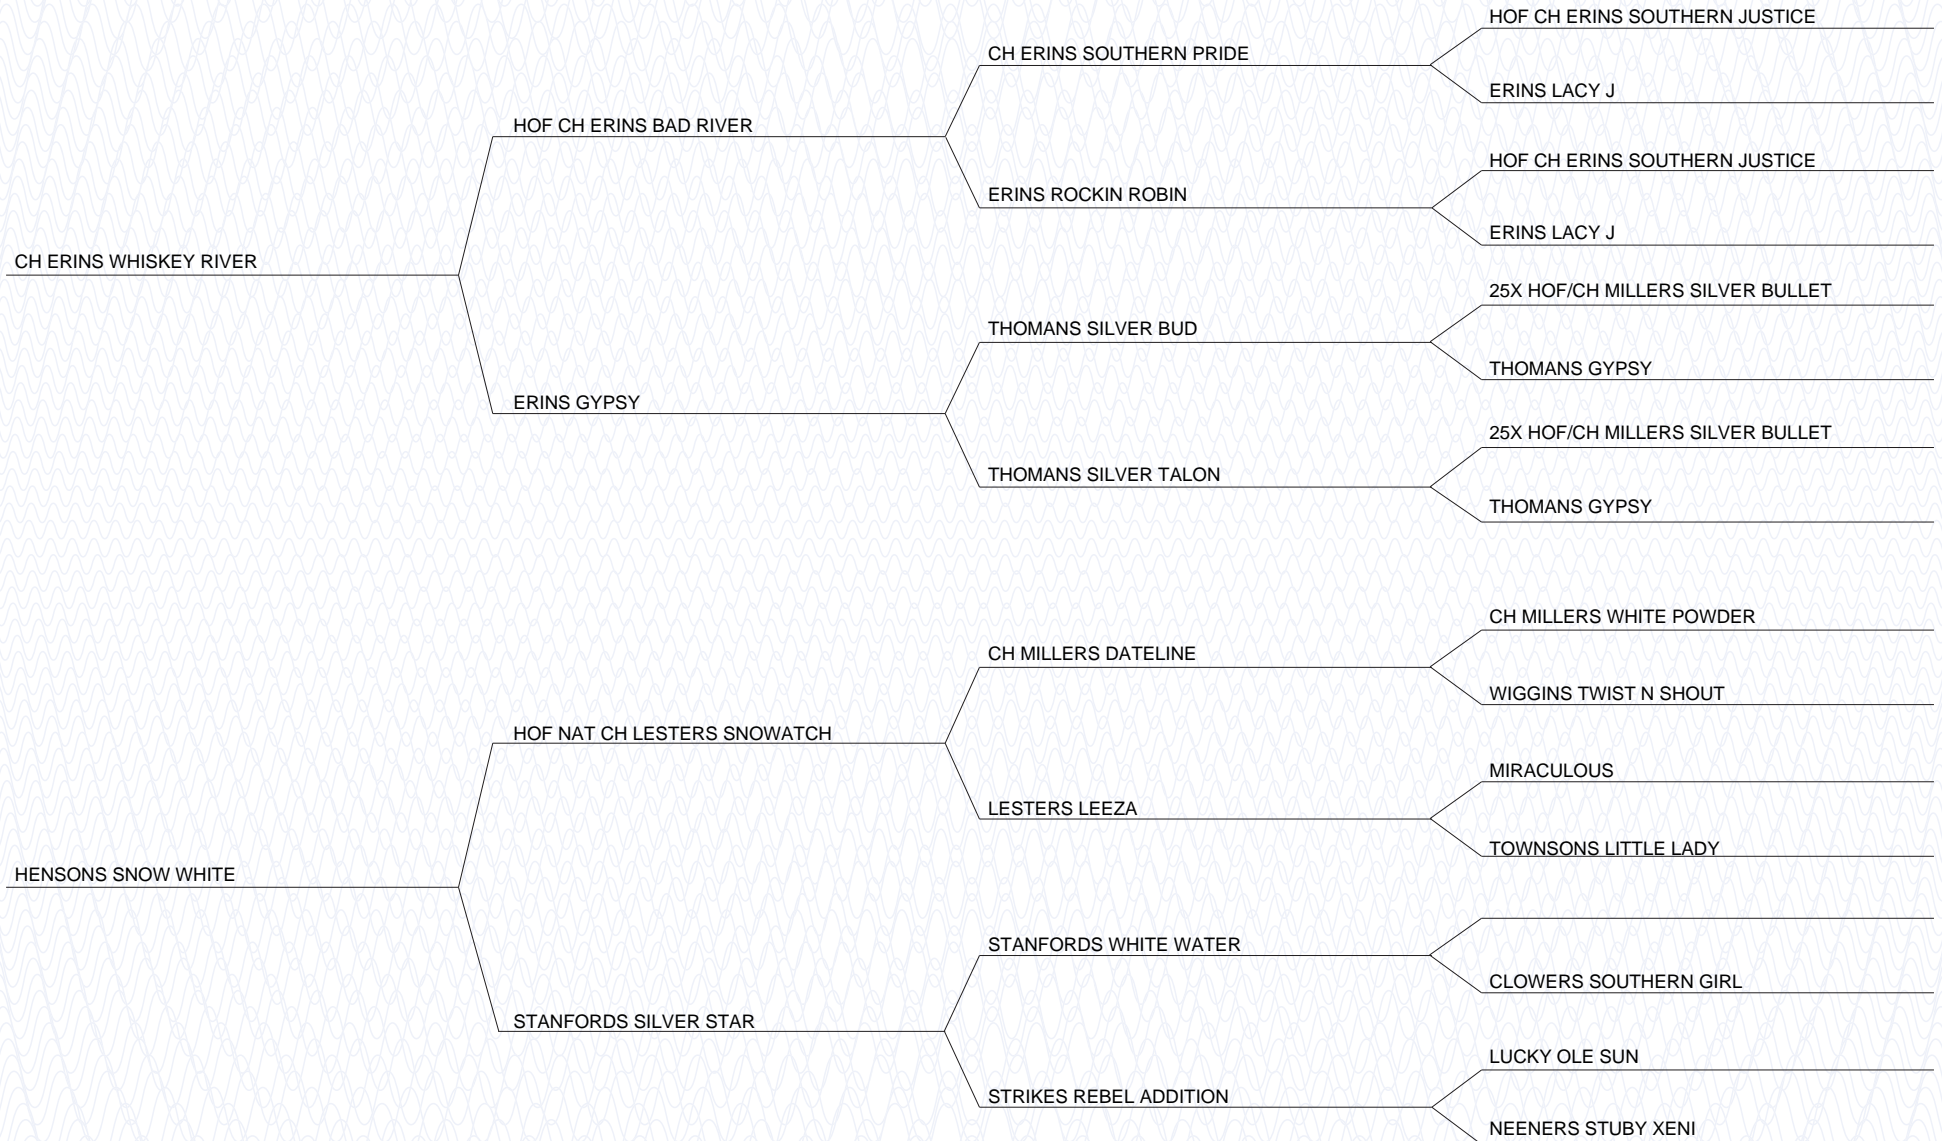 HOF CH ERINS SOUTHERN JUSTICE
CH ERINS SOUTHERN PRIDE
ERINS LACY J
HOF CH ERINS BAD RIVER
HOF CH ERINS SOUTHERN JUSTICE
ERINS ROCKIN ROBIN
ERINS LACY J
CH ERINS WHISKEY RIVER
25X HOF/CH MILLERS SILVER BULLET
THOMANS SILVER BUD
THOMANS GYPSY
ERINS GYPSY
25X HOF/CH MILLERS SILVER BULLET
THOMANS SILVER TALON
THOMANS GYPSY
CH MILLERS WHITE POWDER
CH MILLERS DATELINE
WIGGINS TWIST N SHOUT
HOF NAT CH LESTERS SNOWATCH
MIRACULOUS
LESTERS LEEZA
TOWNSONS LITTLE LADY
HENSONS SNOW WHITE
STANFORDS WHITE WATER
CLOWERS SOUTHERN GIRL
STANFORDS SILVER STAR
LUCKY OLE SUN
STRIKES REBEL ADDITION
NEENERS STUBY XENI